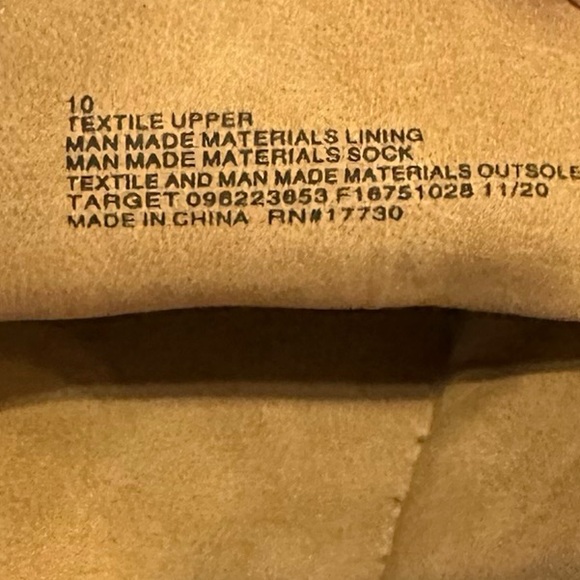 10
TEXTILE UPPER
MAN MADE MATERIALS LINING
MAN MADE MATERIALS SOCK
TEXTILE AND MAN MADE MATERIALS OUTSOLE
TARGET 096223653 F16751028 11/20
MADE IN CHINA RN#17730